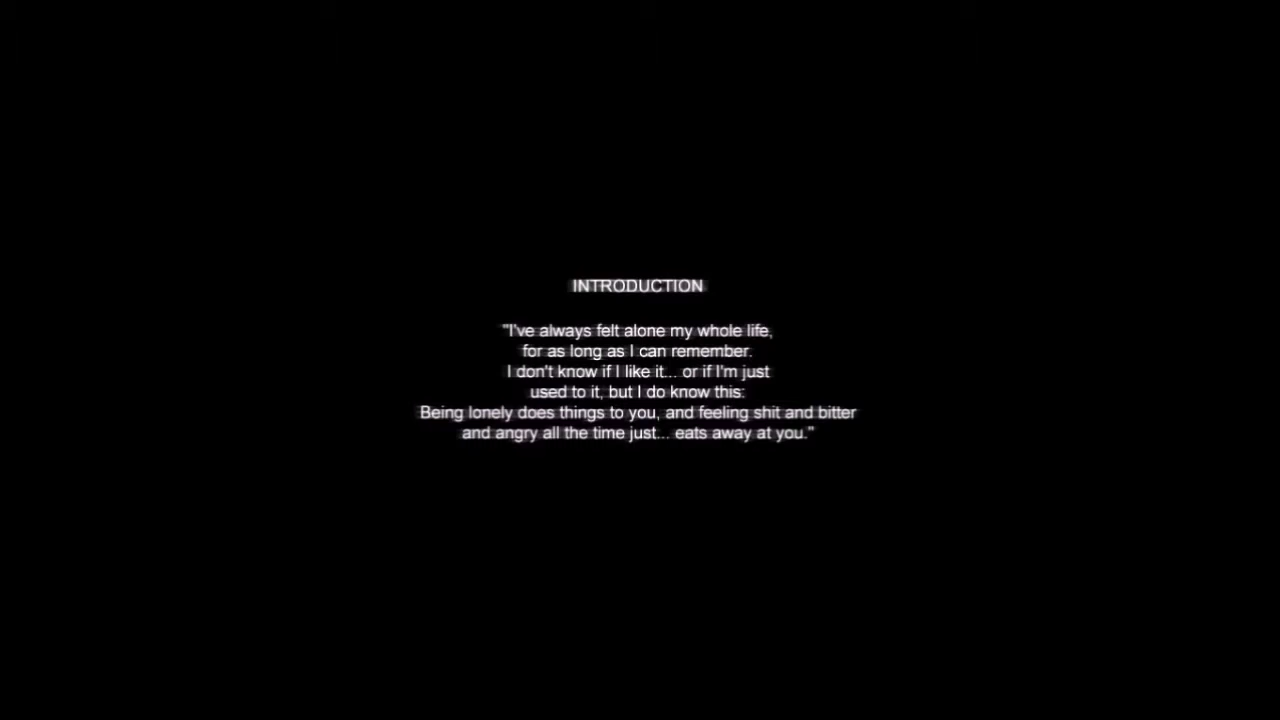 INTRODUCTION
"I've always felt alone my whole life,
for as long as I can remember.
I don't know if I like it... or if I'm just
used to it, but I do know this:
Being lonely does things to you, and feeling shit and bitter
and angry all the time just... eats away at you."